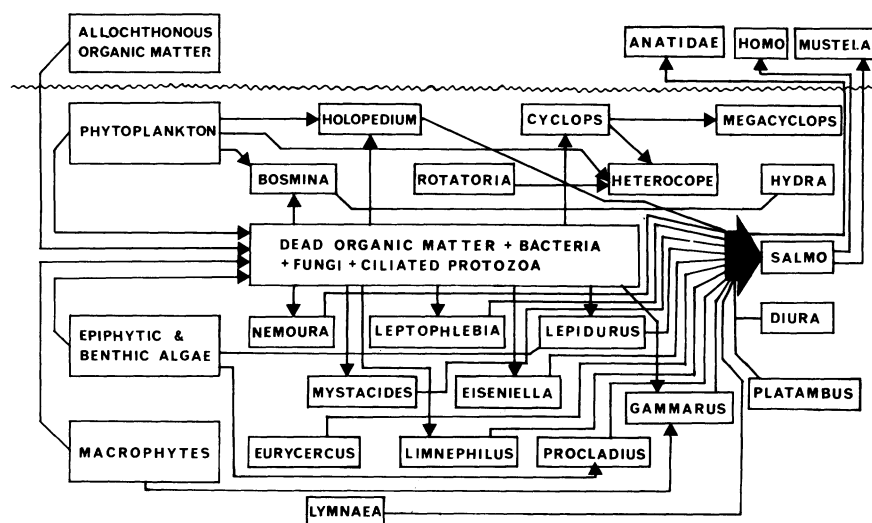 ALLOCHTHONOUS
ORGANIC MATTER
ANATIDAE
HOMO
MUSTELA
PHYTOPLANKTON
HOLOPEDIUM
CYCLOPS
MEGACYCLOPS
BOSMINA
ROTATORIA
HETEROCOPE
HYDRA
DEAD ORGANIC MATTER + BACTERIA
+ FUNGI + CILIATED PROTOZOA
SALMO
NEMOURA
LEPTOPHLEBIA
LEPIDURUS
DIURA
EPIPHYTIC &
BENTHIC ALGAE
MYSTACIDES
EISENIELLA
GAMMARUS
PLATAMBUS
MACROPHYTES
EURYCERCUS
LIMNEPHILUS
PROCLADIUS
LYMNAEA